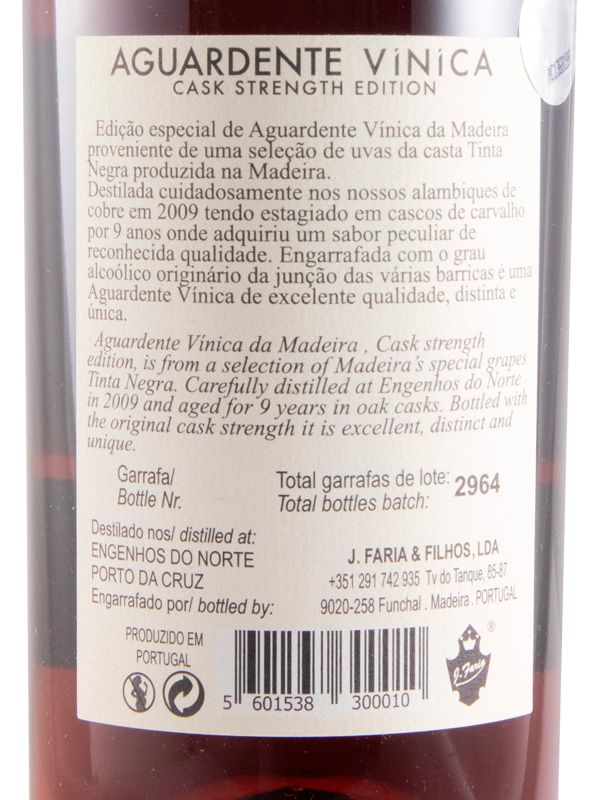 AGUARDENTE VíNíCA
CASK STRENGTH EDITION
Edição especial de Aguardente Vínica da Madeira
proveniente de uma seleção de uvas da casta Tinta
Negra produzida na Madeira.
Destilada cuidadosamente nos nossos alambiques de
cobre em 2009 tendo estagiado em cascos de carvalho
por 9 anos onde adquiriu um sabor peculiar de
reconhecida qualidade. Engarrafada com o grau
alcoólico originário da junção das várias barricas é uma
Aguardente Vínica de excelente qualidade, distinta e
única.
Aguardente Vínica da Madeira , Cask strength
edition, is from a selection of Madeira's special grapes
Tinta Negra. Carefully distilled at Engenhos do Norte
in 2009 and aged for 9 years in oak casks. Bottled with
the original cask strength it is excellent, distinct and
unique.
Garrafa/
Bottle Nr.
Total garrafas de lote: 2964
Total bottles batch:
Destilado nos/ distilled at:
ENGENHOS DO NORTE
PORTO DA CRUZ
Engarrafado por/ bottled by:
J. FARIA & FILHOS, LDA
+351 291 742 935 Tv do Tanque, 85-87
9020-258 Funchal . Madeira . PORTUGAL
PRODUZIDO EM
PORTUGAL
5 601538 300010
J. Faria
®